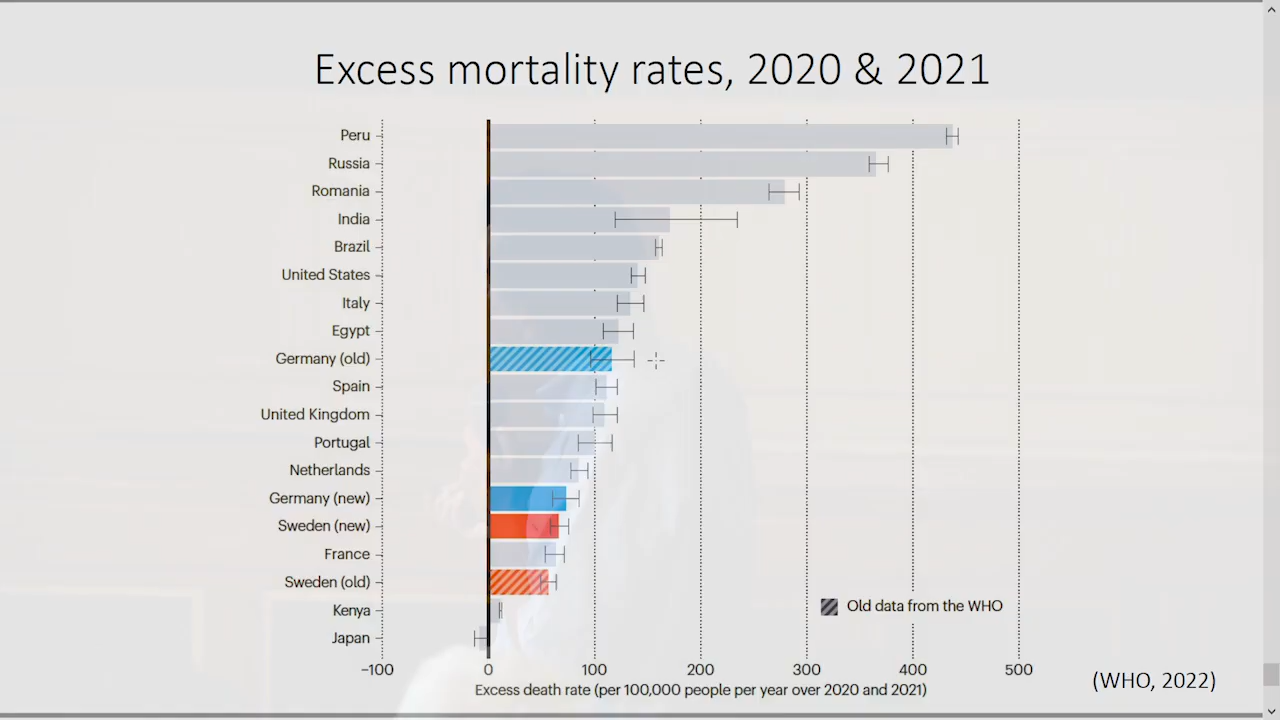 Excess mortality rates, 2020 & 2021
Peru
Russia
Romania
India
Brazil
United States
Italy
Egypt
Germany (old)
Spain
United Kingdom
Portugal
Netherlands
Germany (new)
Sweden (new)
France
Sweden (old)
Old data from the WHO
Kenya
Japan
−100 0 100 200 300 400 500
Excess death rate (per 100,000 people per year over 2020 and 2021)
(WHO, 2022)